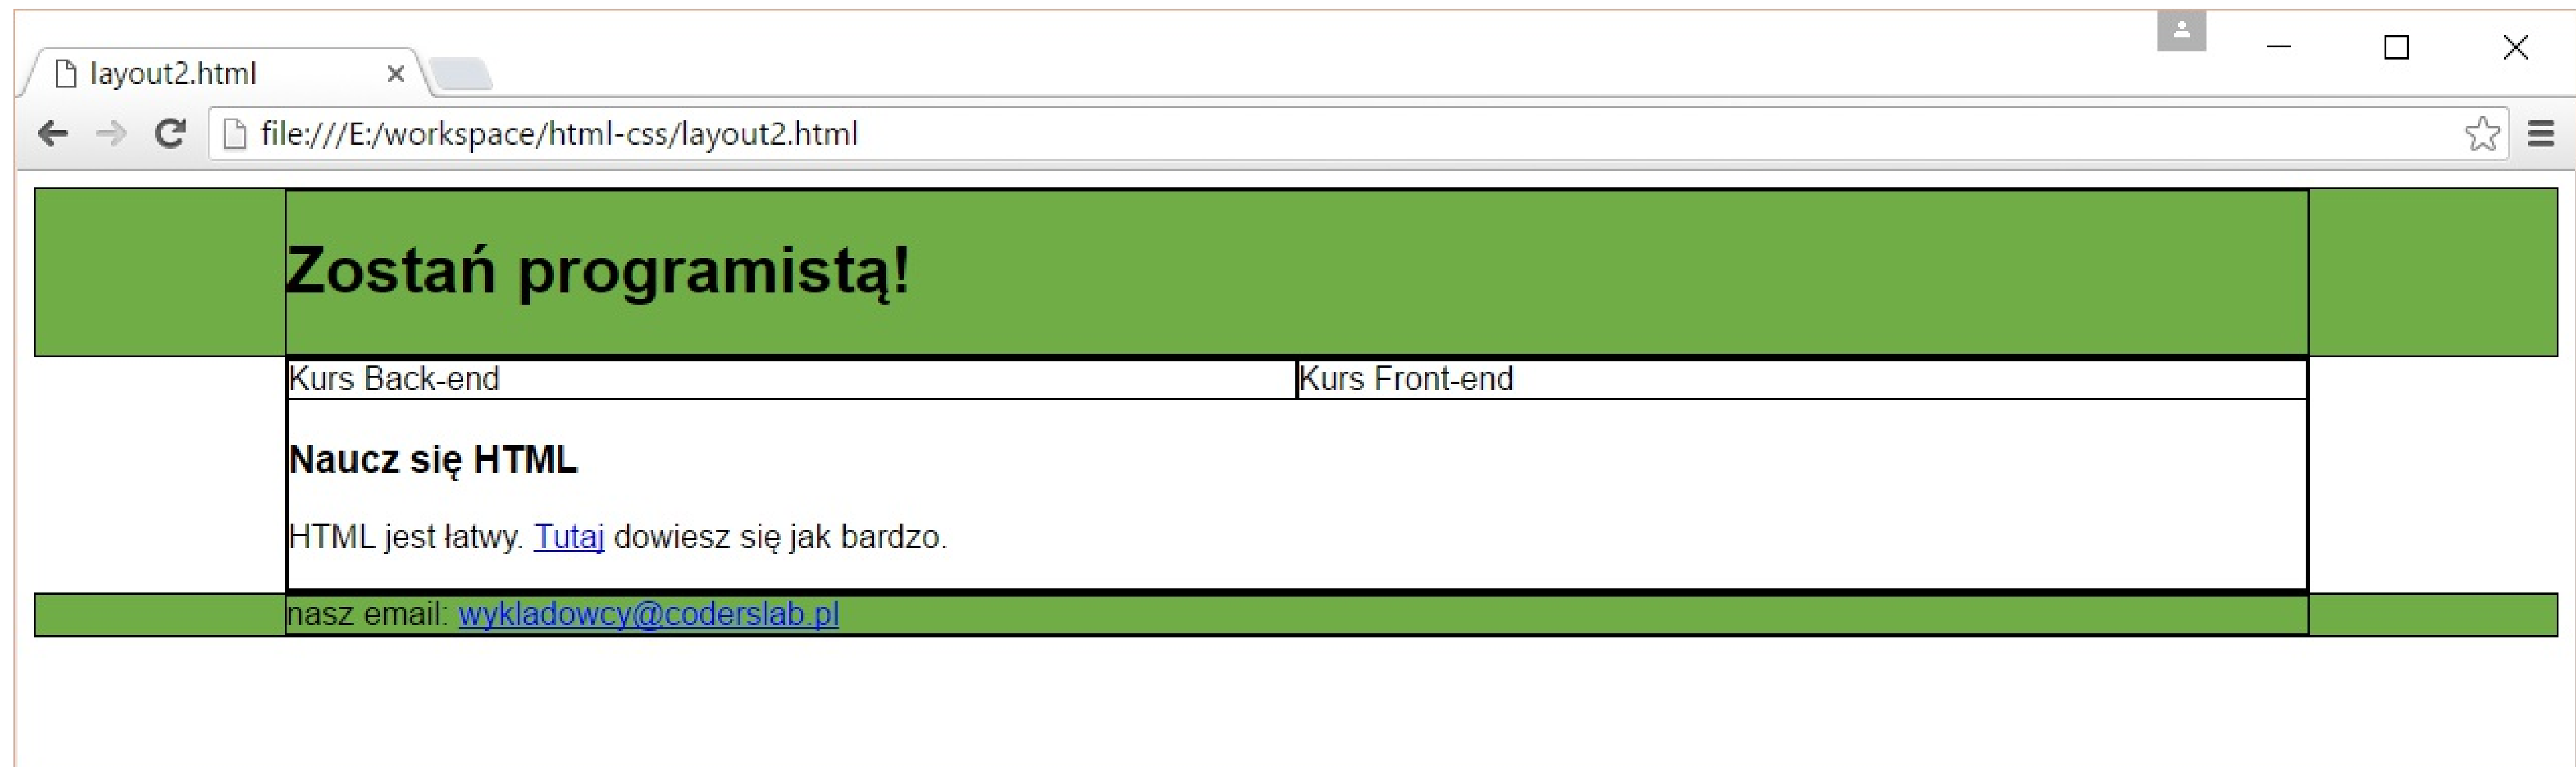 layout2.html
file:///E:/workspace/html-css/layout2.html
Zostań programistą!
Kurs Back-end
Kurs Front-end
Naucz się HTML
HTML jest łatwy. Tutaj dowiesz się jak bardzo.
nasz email: wykladowcy@coderslab.pl